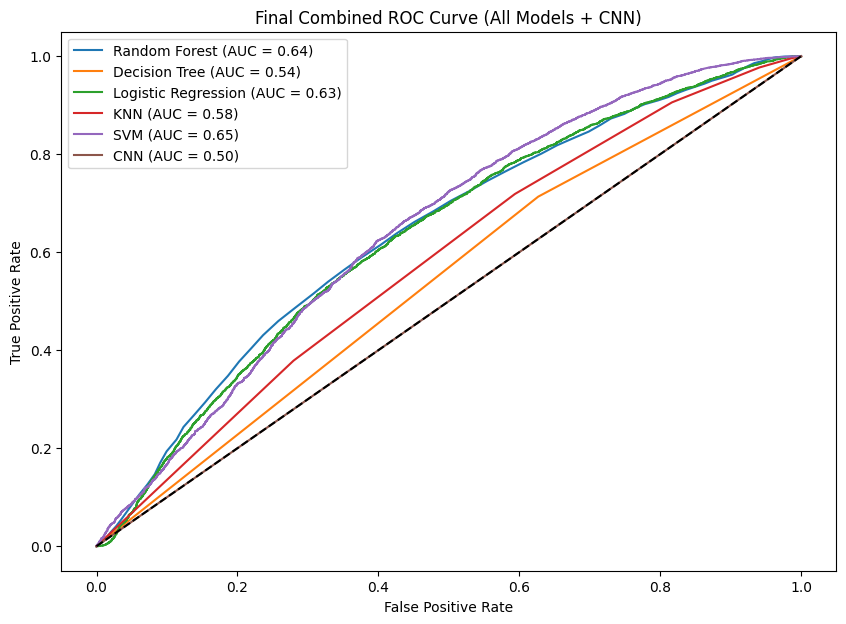 Final Combined ROC Curve (All Models + CNN)
Random Forest (AUC = 0.64)
Decision Tree (AUC = 0.54)
Logistic Regression (AUC = 0.63)
KNN (AUC = 0.58)
SVM (AUC = 0.65)
CNN (AUC = 0.50)
True Positive Rate
1.0
0.8
0.6
0.4
0.2
0.0
0.0 0.2 0.4 0.6 0.8 1.0
False Positive Rate